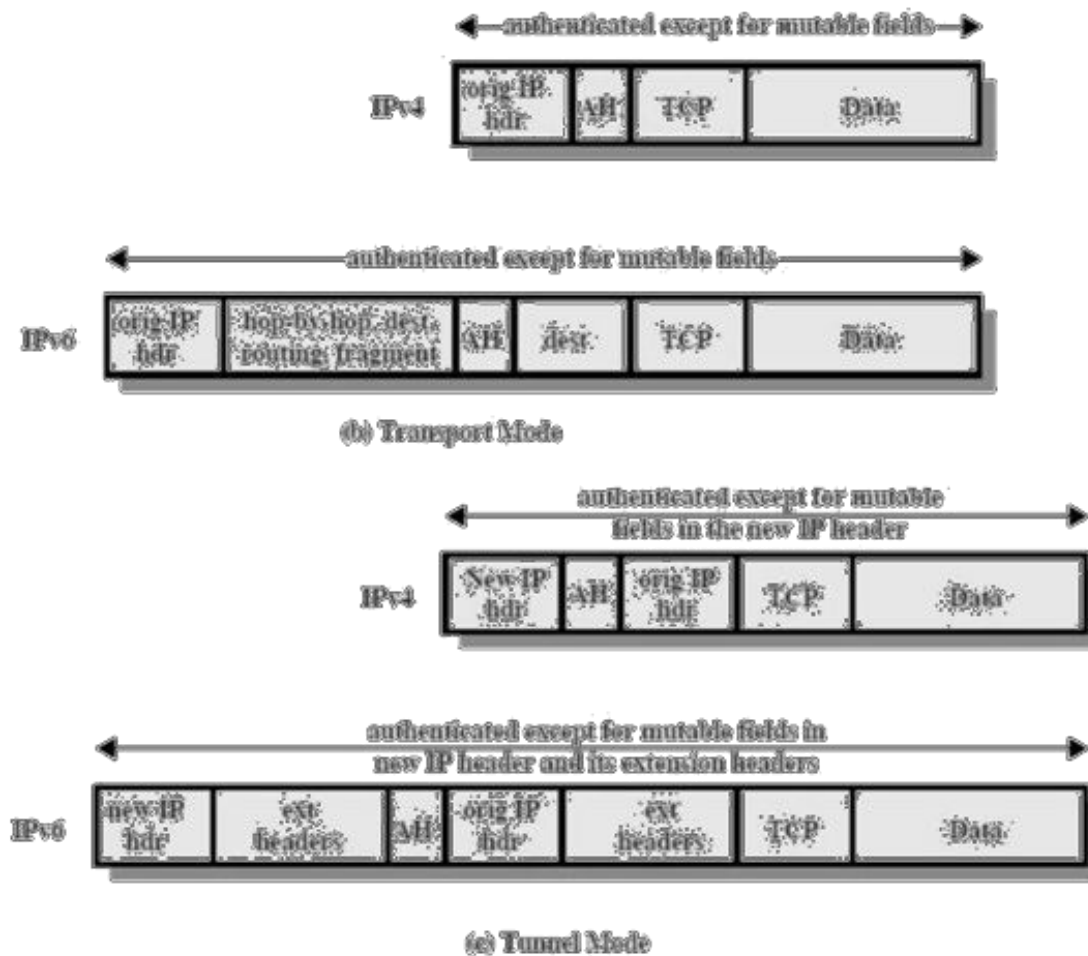 authenticated except for mutable fields
IPv4
orig IP
hdr
AH
TCP
Data
authenticated except for mutable fields
IPv6
orig IP
hdr
hop-by-hop, dest,
routing, fragment
AH
dest
TCP
Data
(b) Transport Mode
authenticated except for mutable
fields in the new IP header
IPv4
New IP
hdr
AH
orig IP
hdr
TCP
Data
authenticated except for mutable fields in
new IP header and its extension headers
IPv6
new IP
hdr
ext
headers
AH
orig IP
hdr
ext
headers
TCP
Data
(c) Tunnel Mode